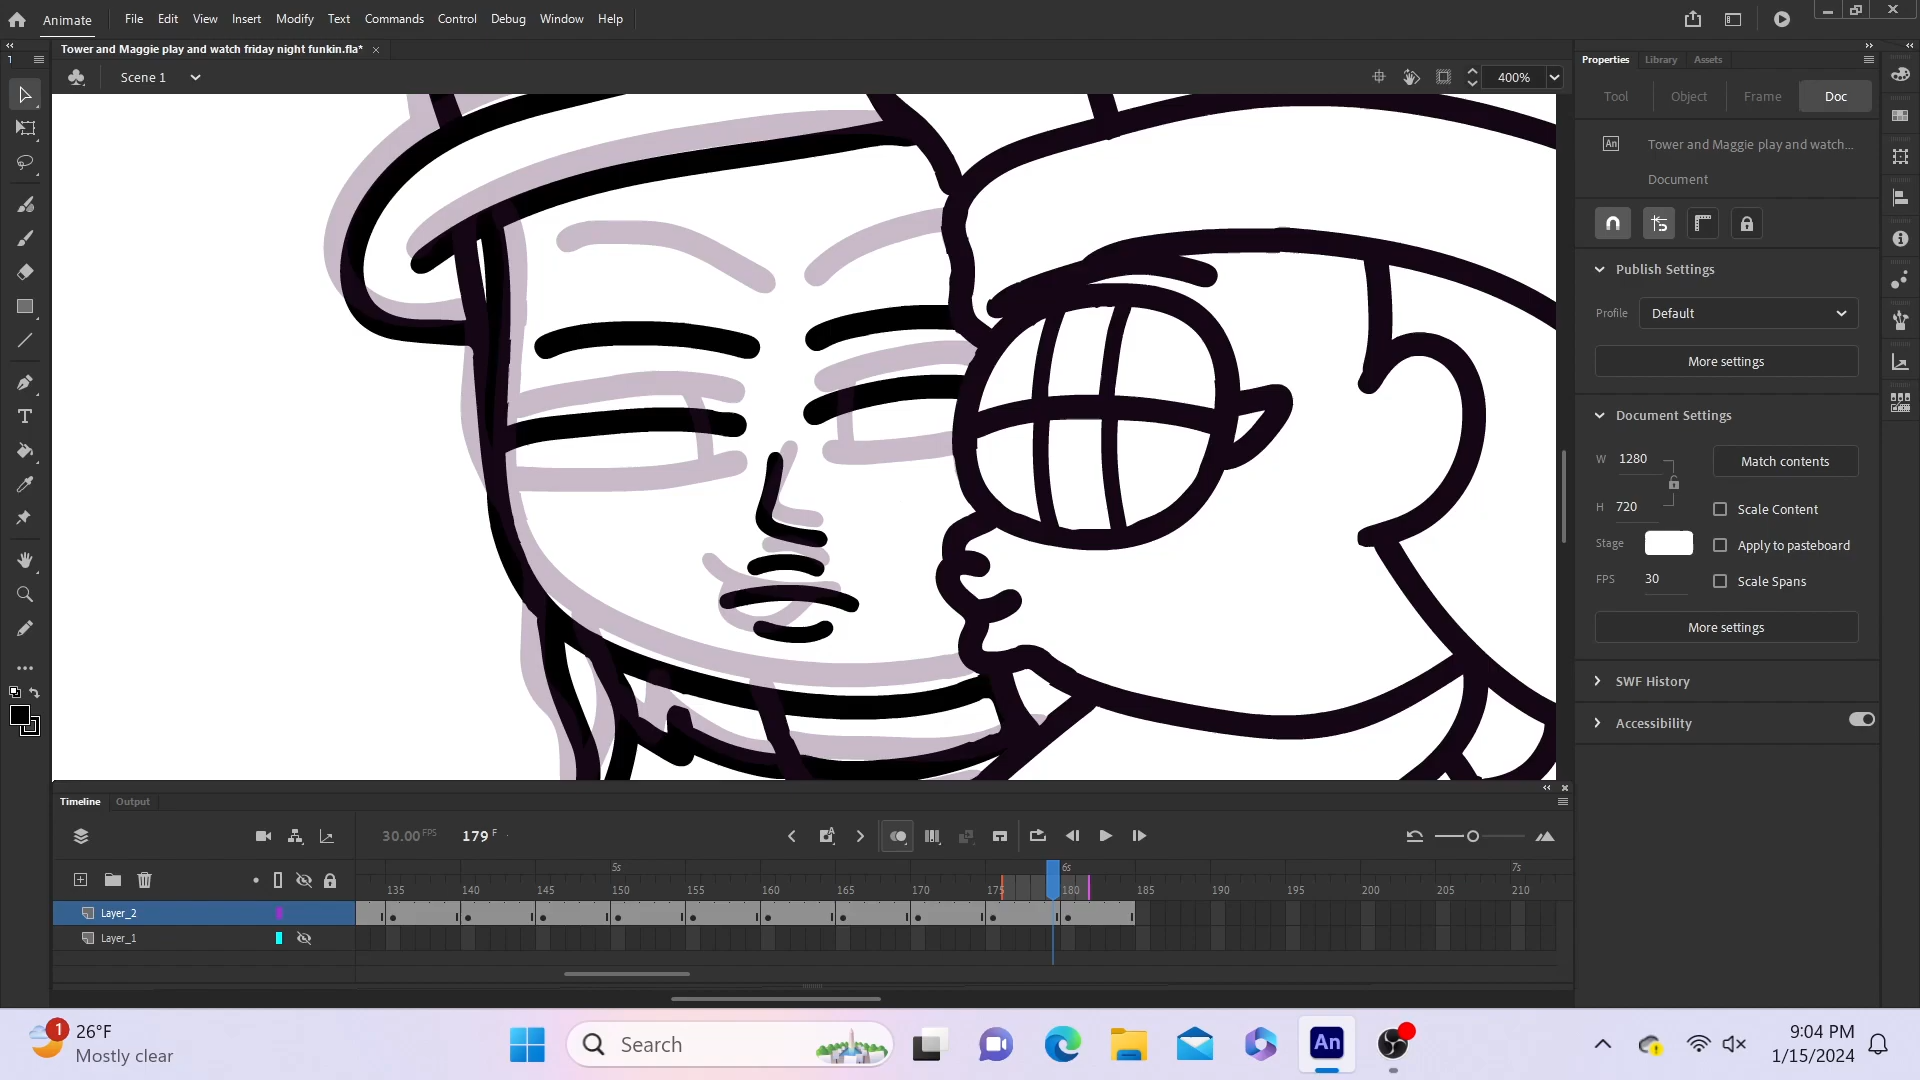 Animate File Edit View Insert Modify Text Commands Control Debug Window Help
Tower and Maggie play and watch friday night funkin.fla*
Scene 1 400%
Properties Library Assets
Tool Object Frame Doc
An Tower and Maggie play and watch...
Document
Publish Settings
Profile Default
More settings
Document Settings
W 1280 Match contents
H 720 Scale Content
Stage Apply to pasteboard
FPS 30 Scale Spans
More settings
SWF History
Accessibility
Timeline Output
30.00 FPS 179 F
5s 6s 7s
135 140 145 150 155 160 165 170 175 180 185 190 195 200 205 210
Layer_2
Layer_1
1 26°F
Mostly clear
Search
An
9:04 PM
1/15/2024